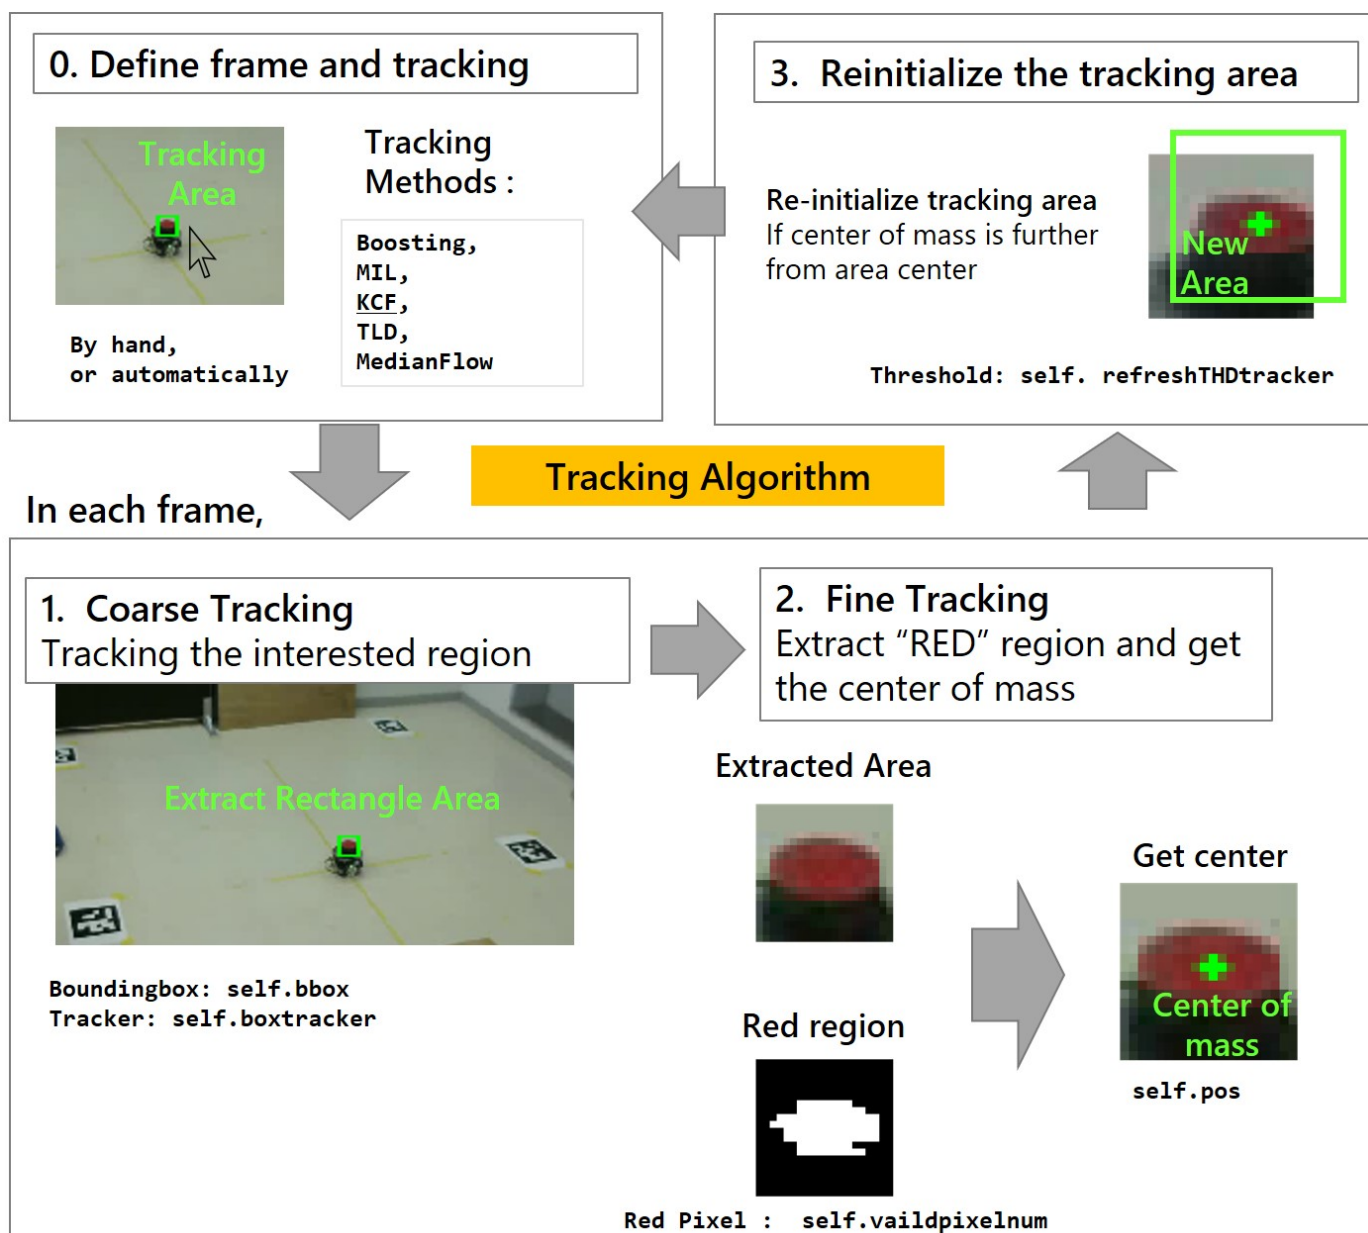 0. Define frame and tracking
Tracking
Area
By hand,
or automatically
Tracking
Methods :
Boosting,
MIL,
KCF,
TLD,
MedianFlow
3. Reinitialize the tracking area
Re-initialize tracking area
If center of mass is further
from area center
New
Area
Threshold: self. refreshTHDtracker
Tracking Algorithm
In each frame,
1. Coarse Tracking
Tracking the interested region
Extract Rectangle Area
Boundingbox: self.bbox
Tracker: self.boxtracker
2. Fine Tracking
Extract “RED” region and get
the center of mass
Extracted Area
Red region
Red Pixel : self.vaildpixelnum
Get center
Center of
mass
self.pos